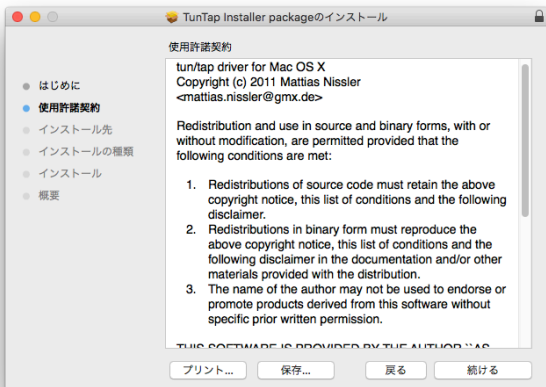 TunTap Installer packageのインストール
使用許諾契約
はじめに
使用許諾契約
インストール先
インストールの種類
インストール
概要
tun/tap driver for Mac OS X
Copyright (c) 2011 Mattias Nissler
<mattias.nissler@gmx.de>
Redistribution and use in source and binary forms, with or
without modification, are permitted provided that the
following conditions are met:
1. Redistributions of source code must retain the above
copyright notice, this list of conditions and the following
disclaimer.
2. Redistributions in binary form must reproduce the
above copyright notice, this list of conditions and the
following disclaimer in the documentation and/or other
materials provided with the distribution.
3. The name of the author may not be used to endorse or
promote products derived from this software without
specific prior written permission.
THIS SOFTWARE IS PROVIDED BY THE AUTHOR ``AS
プリント...
保存...
戻る
続ける